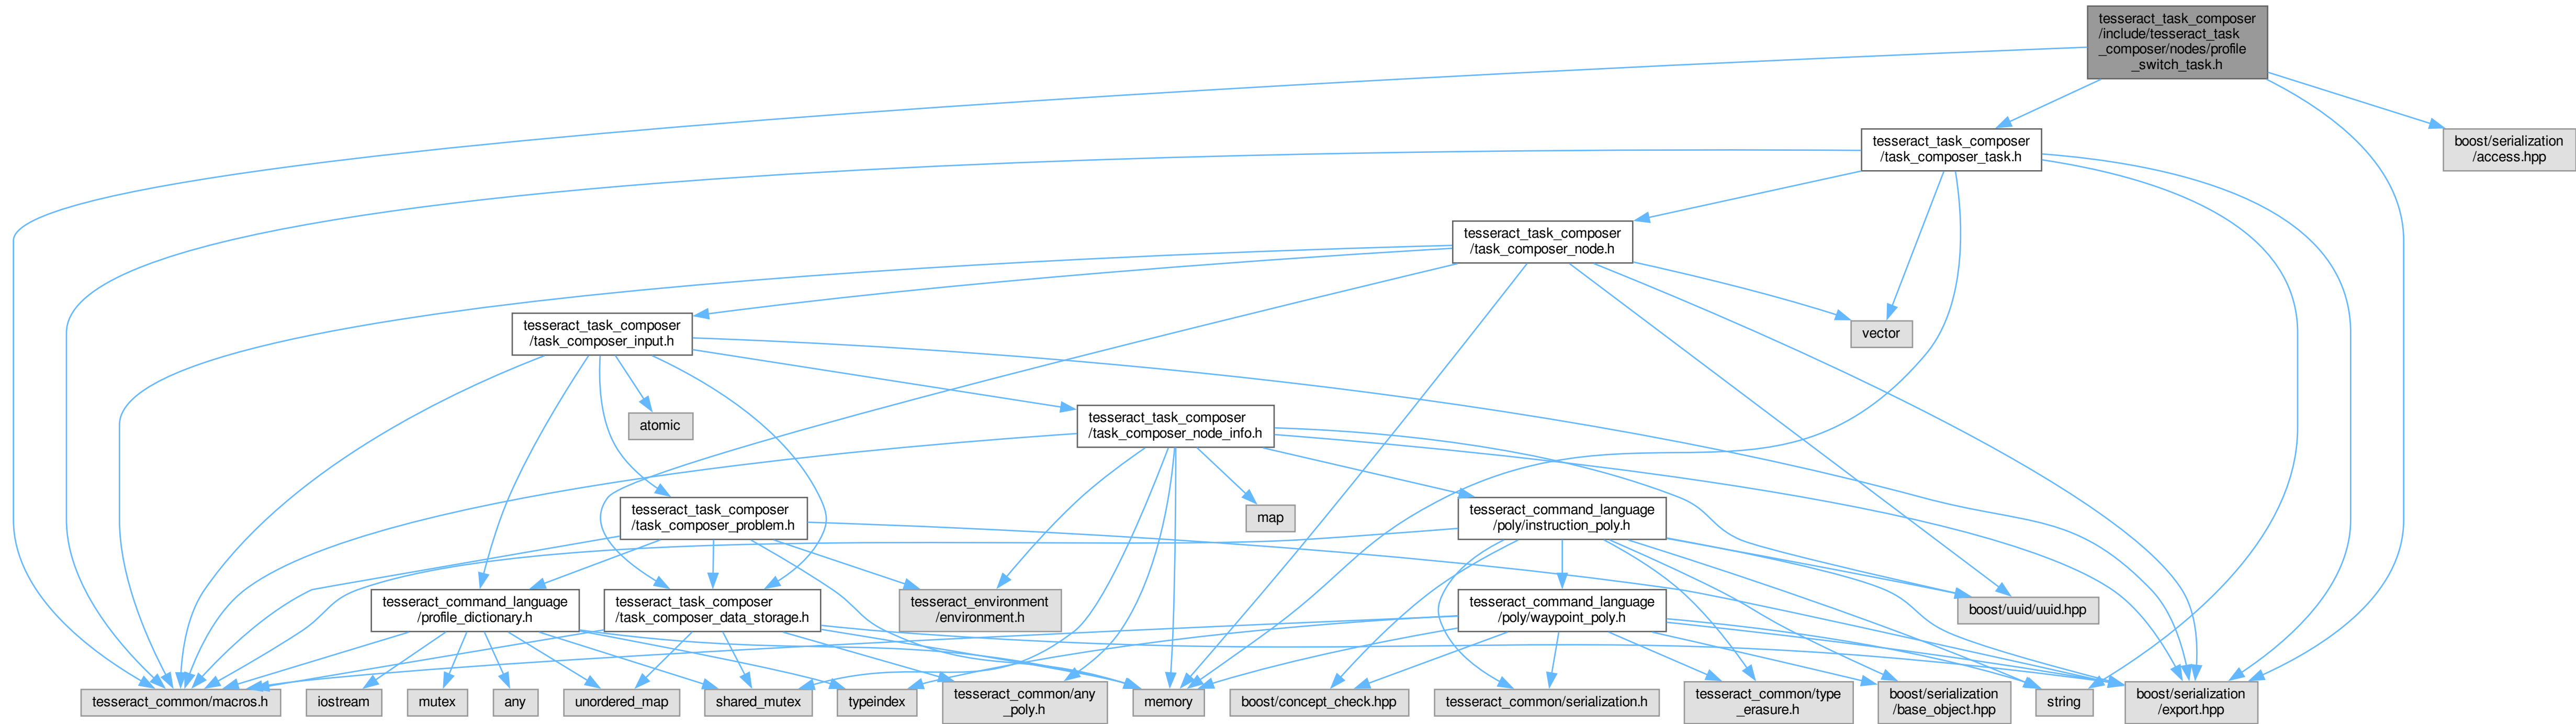 tesseract_task_composer
/include/tesseract_task
_composer/nodes/profile
_switch_task.h
tesseract_task_composer
/task_composer_task.h
boost/serialization
/access.hpp
tesseract_task_composer
/task_composer_node.h
tesseract_task_composer
/task_composer_input.h
vector
atomic
tesseract_task_composer
/task_composer_node_info.h
tesseract_task_composer
/task_composer_problem.h
map
tesseract_command_language
/poly/instruction_poly.h
tesseract_command_language
/profile_dictionary.h
tesseract_task_composer
/task_composer_data_storage.h
tesseract_environment
/environment.h
tesseract_command_language
/poly/waypoint_poly.h
boost/uuid/uuid.hpp
tesseract_common/macros.h
iostream
mutex
any
unordered_map
shared_mutex
typeindex
tesseract_common/any
_poly.h
memory
boost/concept_check.hpp
tesseract_common/serialization.h
tesseract_common/type
_erasure.h
boost/serialization
/base_object.hpp
string
boost/serialization
/export.hpp